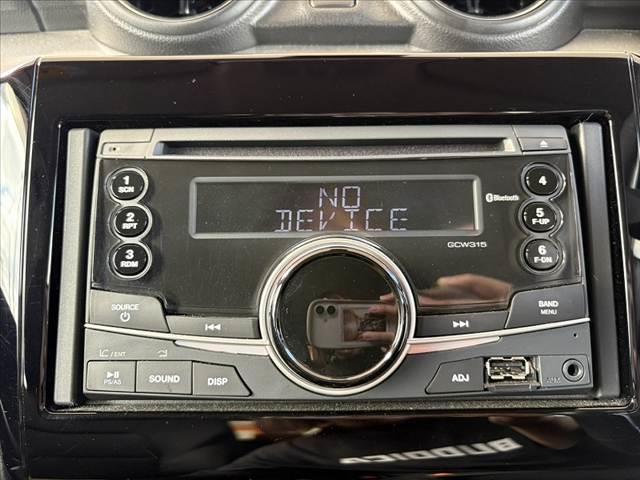 1
SCN
2
RPT
3
RDM
NO
DEVICE
Bluetooth
GCW315
4
5
F-UP
6
F-DN
SOURCE
BAND
MENU
/ ENT
PS/AS
SOUND
DISP
ADJ